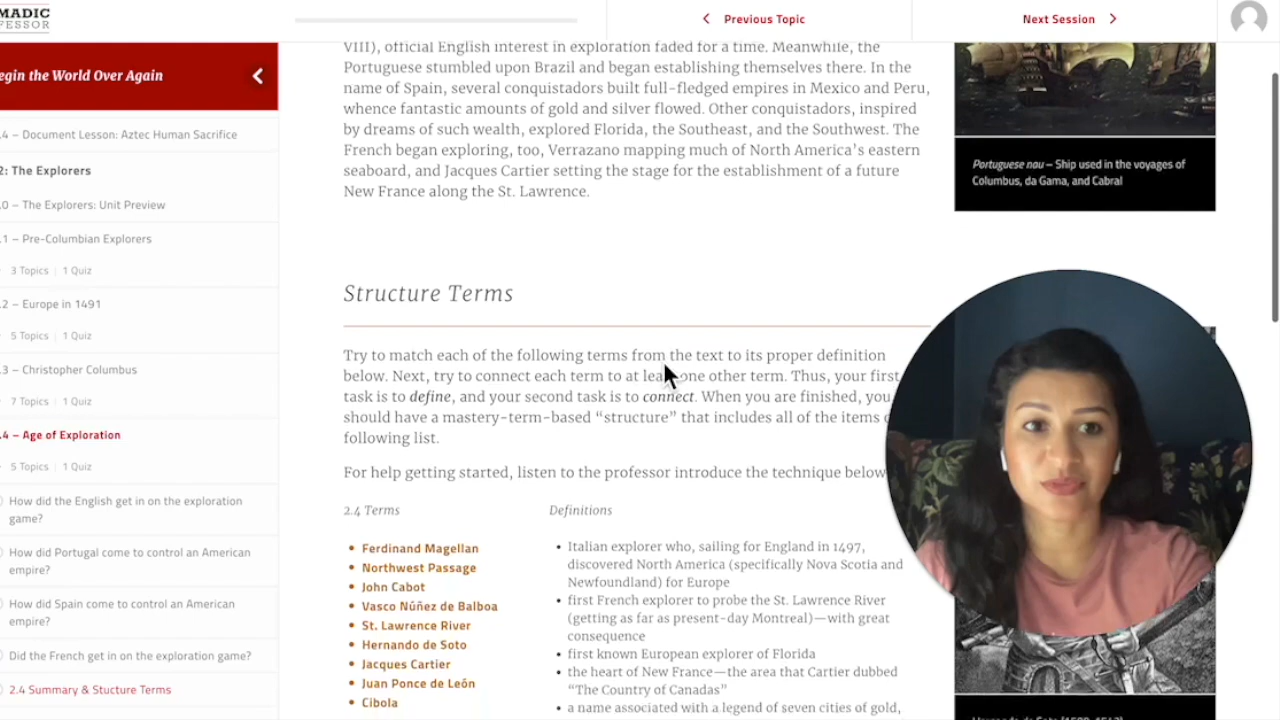 MADIC
FESSOR
Previous Topic
Next Session
egin the World Over Again
.4 – Document Lesson: Aztec Human Sacrifice
2: The Explorers
.0 – The Explorers: Unit Preview
.1 – Pre-Columbian Explorers
3 Topics | 1 Quiz
.2 – Europe in 1491
5 Topics | 1 Quiz
.3 – Christopher Columbus
7 Topics | 1 Quiz
.4 – Age of Exploration
5 Topics | 1 Quiz
How did the English get in on the exploration
game?
How did Portugal come to control an American
empire?
How did Spain come to control an American
empire?
Did the French get in on the exploration game?
2.4 Summary & Stucture Terms
VIII), official English interest in exploration faded for a time. Meanwhile, the
Portuguese stumbled upon Brazil and began establishing themselves there. In the
name of Spain, several conquistadors built full-fledged empires in Mexico and Peru,
whence fantastic amounts of gold and silver flowed. Other conquistadors, inspired
by dreams of such wealth, explored Florida, the Southeast, and the Southwest. The
French began exploring, too, Verrazano mapping much of North America's eastern
seaboard, and Jacques Cartier setting the stage for the establishment of a future
New France along the St. Lawrence.
Portuguese nau – Ship used in the voyages of
Columbus, da Gama, and Cabral
Structure Terms
Try to match each of the following terms from the text to its proper definition
below. Next, try to connect each term to at least one other term. Thus, your first
task is to define, and your second task is to connect. When you are finished, you
should have a mastery-term-based “structure” that includes all of the items
following list.
For help getting started, listen to the professor introduce the technique below
2.4 Terms
• Ferdinand Magellan
• Northwest Passage
• John Cabot
• Vasco Núñez de Balboa
• St. Lawrence River
• Hernando de Soto
• Jacques Cartier
• Juan Ponce de León
• Cibola
Definitions
• Italian explorer who, sailing for England in 1497,
discovered North America (specifically Nova Scotia and
Newfoundland) for Europe
• first French explorer to probe the St. Lawrence River
(getting as far as present-day Montreal)—with great
consequence
• first known European explorer of Florida
• the heart of New France—the area that Cartier dubbed
“The Country of Canadas”
• a name associated with a legend of seven cities of gold,